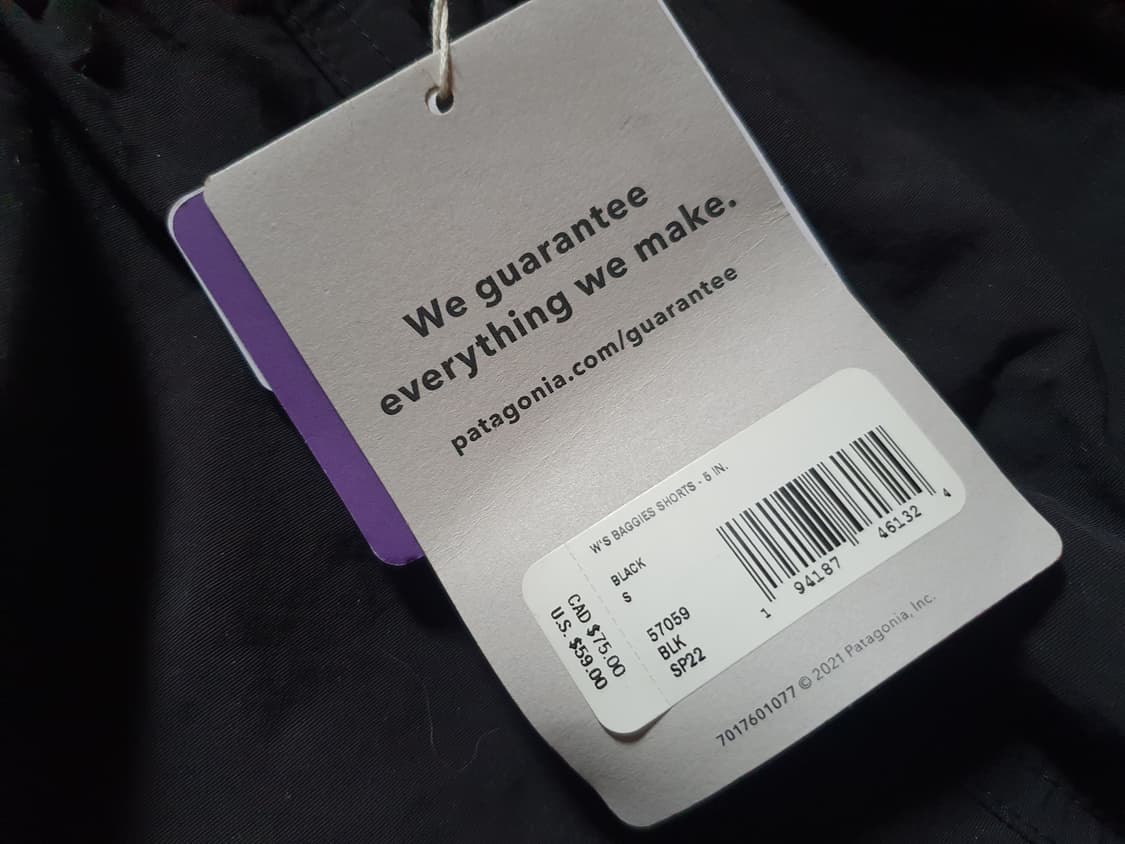 We guarantee
everything we make.
patagonia.com/guarantee
W'S BAGGIES SHORTS - 5 IN.
BLACK
S
57059
BLK
SP22
CAD $75.00
U.S. $59.00
1 94187 46132 4
7017601077 © 2021 Patagonia, Inc.